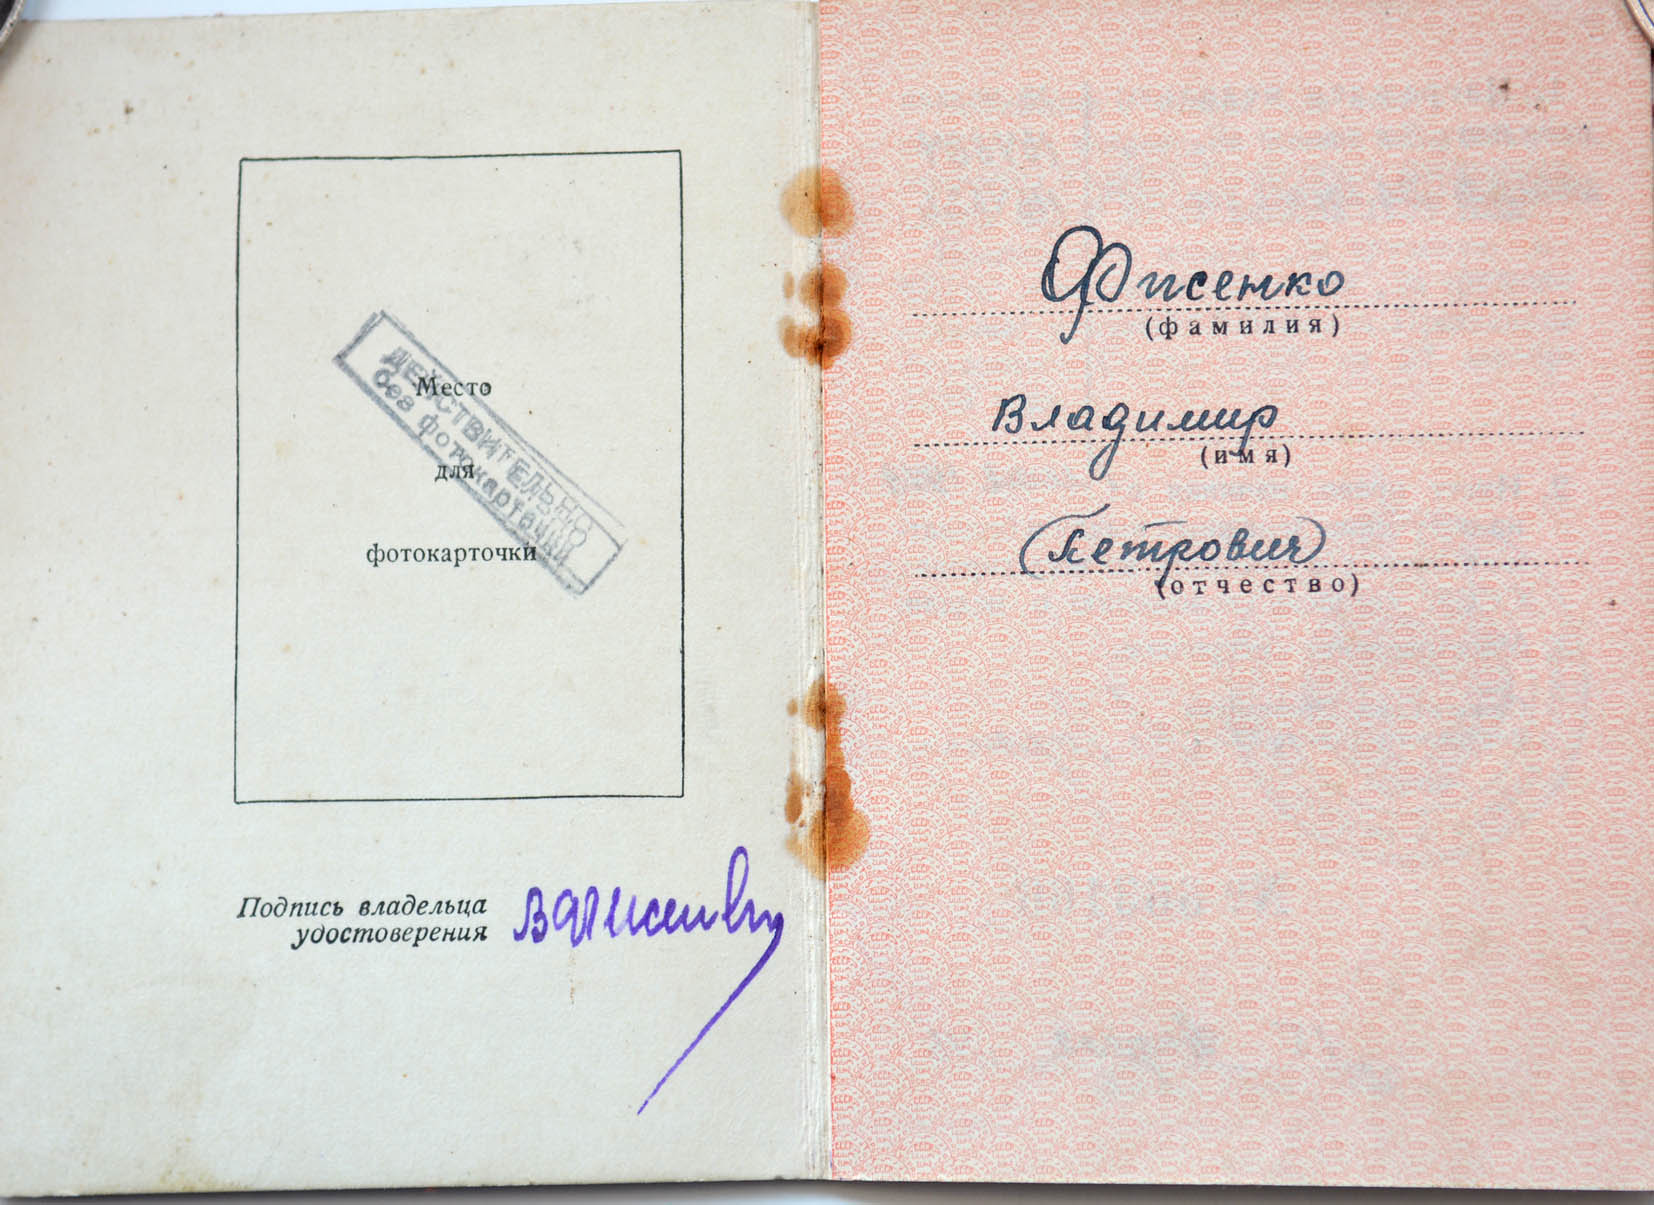 Место
для
фотокарточки
ДЕЙСТВИТЕЛЬНО
без фотокарточки
Подпись владельца
удостоверения
Фисенко
(фамилия)
Владимир
(имя)
Петрович
(отчество)